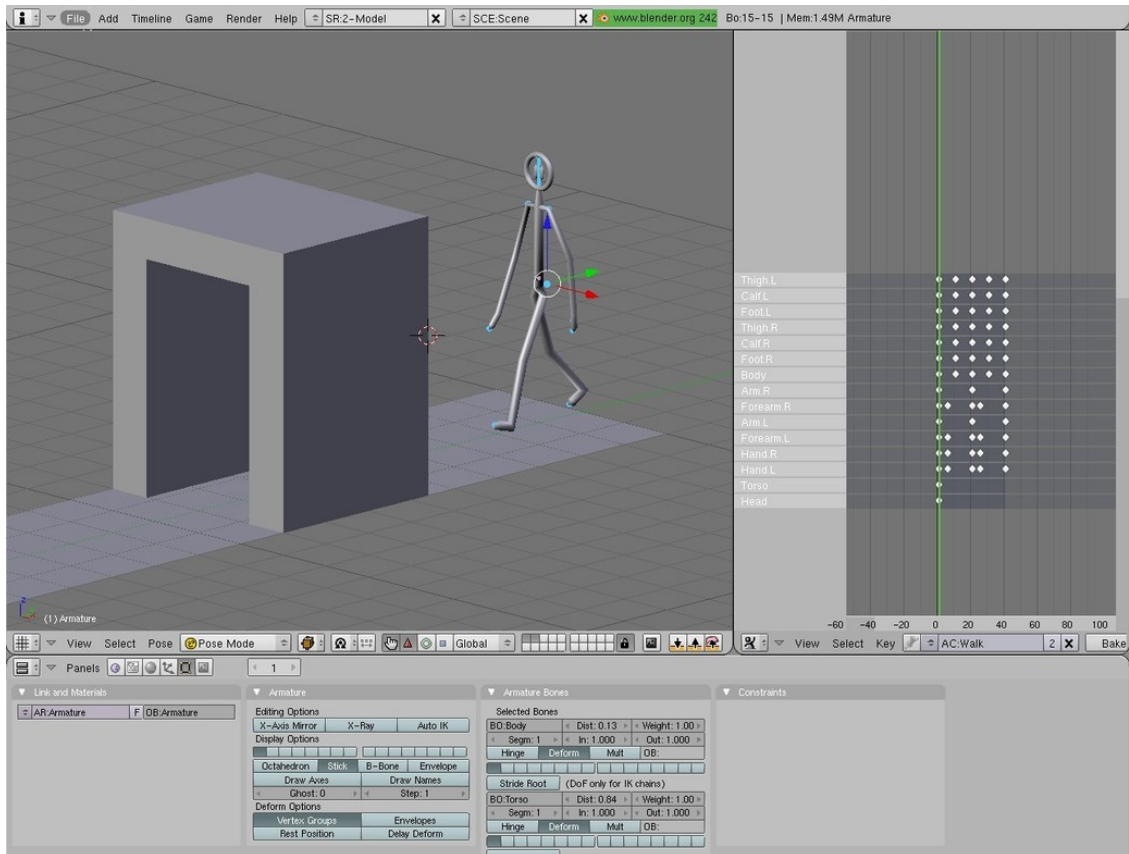 File Add Timeline Game Render Help SR:2-Model SCE:Scene www.blender.org 242 Bo:15-15 | Mem:1.49M Armature
Thigh.L
Calf.L
Foot.L
Thigh.R
Calf.R
Foot.R
Body
Arm.R
Forearm.R
Arm.L
Forearm.L
Hand.R
Hand.L
Torso
Head
z
(1) Armature
-60 -40 -20 0 20 40 60 80 100
View Select Pose Pose Mode Global
View Select Key AC:Walk 2 X Bake
Panels 1
Link and Materials
AR:Armature F OB:Armature
Armature
Editing Options
X-Axis Mirror X-Ray Auto IK
Display Options
Octahedron Stick B-Bone Envelope
Draw Axes Draw Names
Ghost: 0 Step: 1
Deform Options
Vertex Groups Envelopes
Rest Position Delay Deform
Armature Bones
Selected Bones
BO:Body Dist: 0.13 Weight: 1.00
Segm: 1 In: 1.000 Out: 1.000
Hinge Deform Mult OB:
Stride Root (DoF only for IK chains)
BO:Torso Dist: 0.84 Weight: 1.00
Segm: 1 In: 1.000 Out: 1.000
Hinge Deform Mult OB:
Constraints